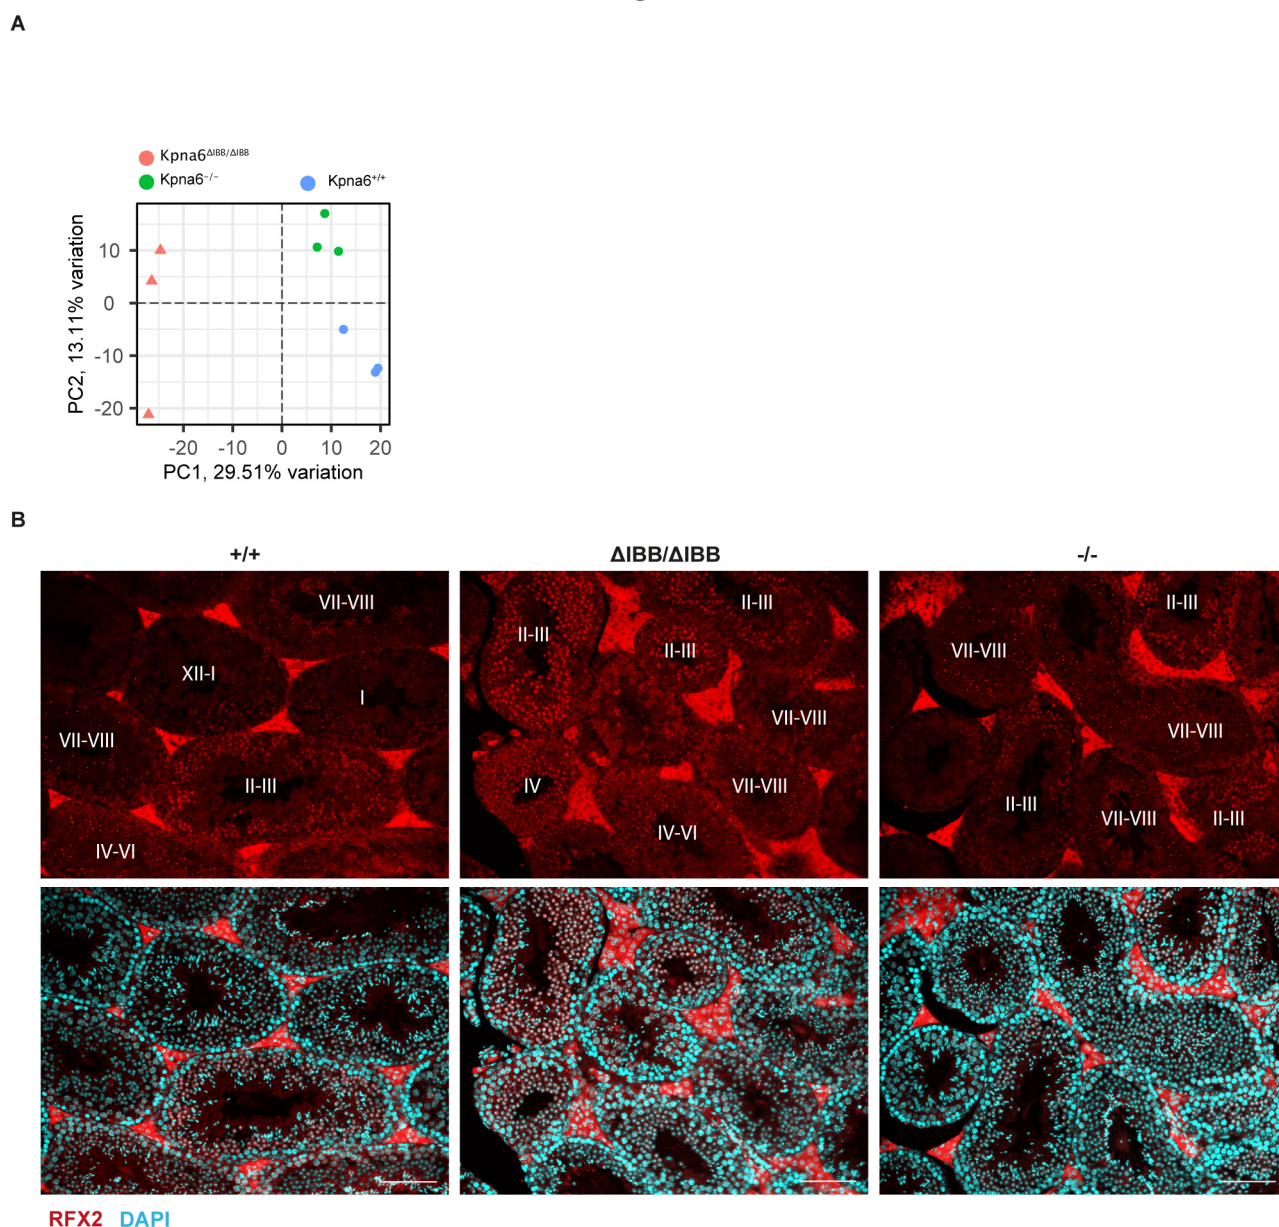 A
Kpna6ΔIBB/ΔIBB
Kpna6−/−
Kpna6+/+
PC2, 13.11% variation
10
0
-10
-20
-20 -10 0 10 20
PC1, 29.51% variation
B
+/+ ΔIBB/ΔIBB -/-
VII-VIII
XII-I
I
VII-VIII
II-III
IV-VI
II-III
II-III
II-III
VII-VIII
IV
VII-VIII
IV-VI
II-III
VII-VIII
VII-VIII
II-III
VII-VIII
II-III
RFX2 DAPI